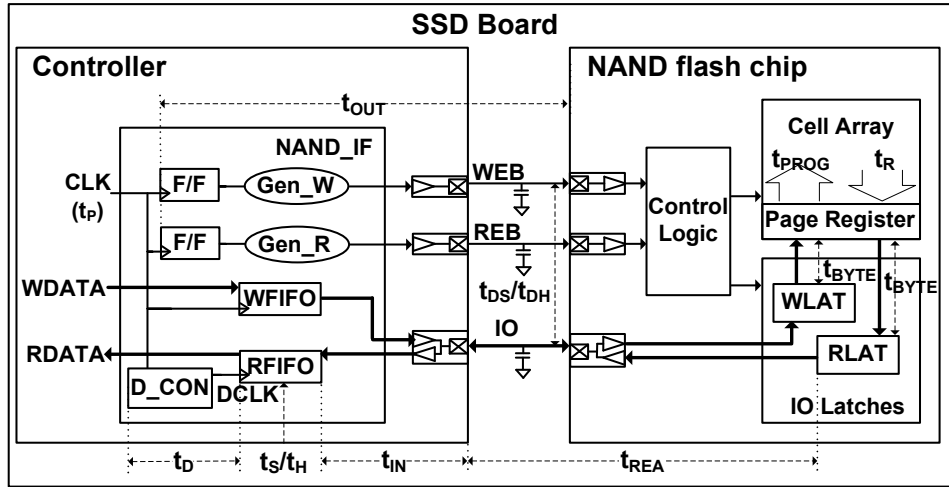 SSD Board
Controller
NAND flash chip
tOUT
NAND_IF
Cell Array
CLK
(tP)
F/F
Gen_W
WEB
tPROG
tR
Control
Logic
Page Register
F/F
Gen_R
REB
tBYTE
tBYTE
WDATA
WFIFO
tDS/tDH
WLAT
IO
RDATA
RFIFO
RLAT
D_CON
DCLK
IO Latches
tD
tS/tH
tIN
tREA